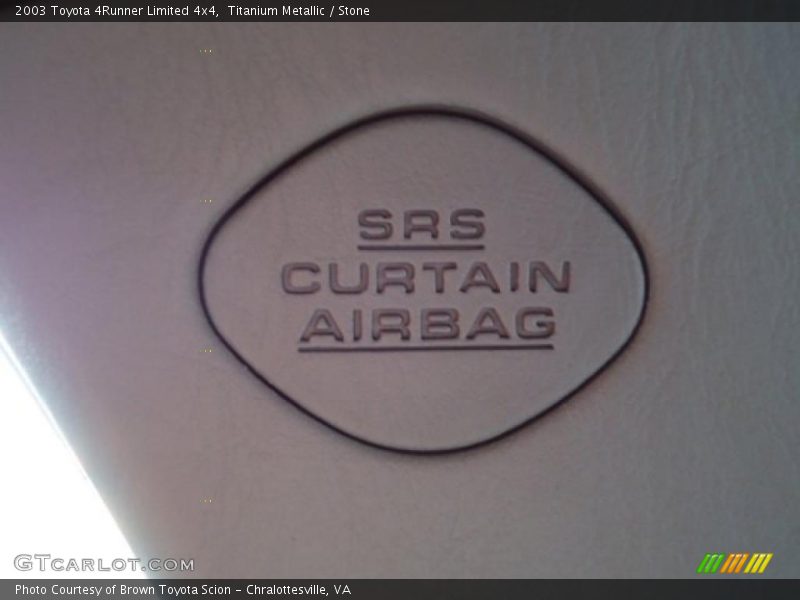 2003 Toyota 4Runner Limited 4x4,  Titanium Metallic / Stone
SRS
CURTAIN
AIRBAG
GTCARLOT.COM
Photo Courtesy of Brown Toyota Scion - Chralottesville, VA